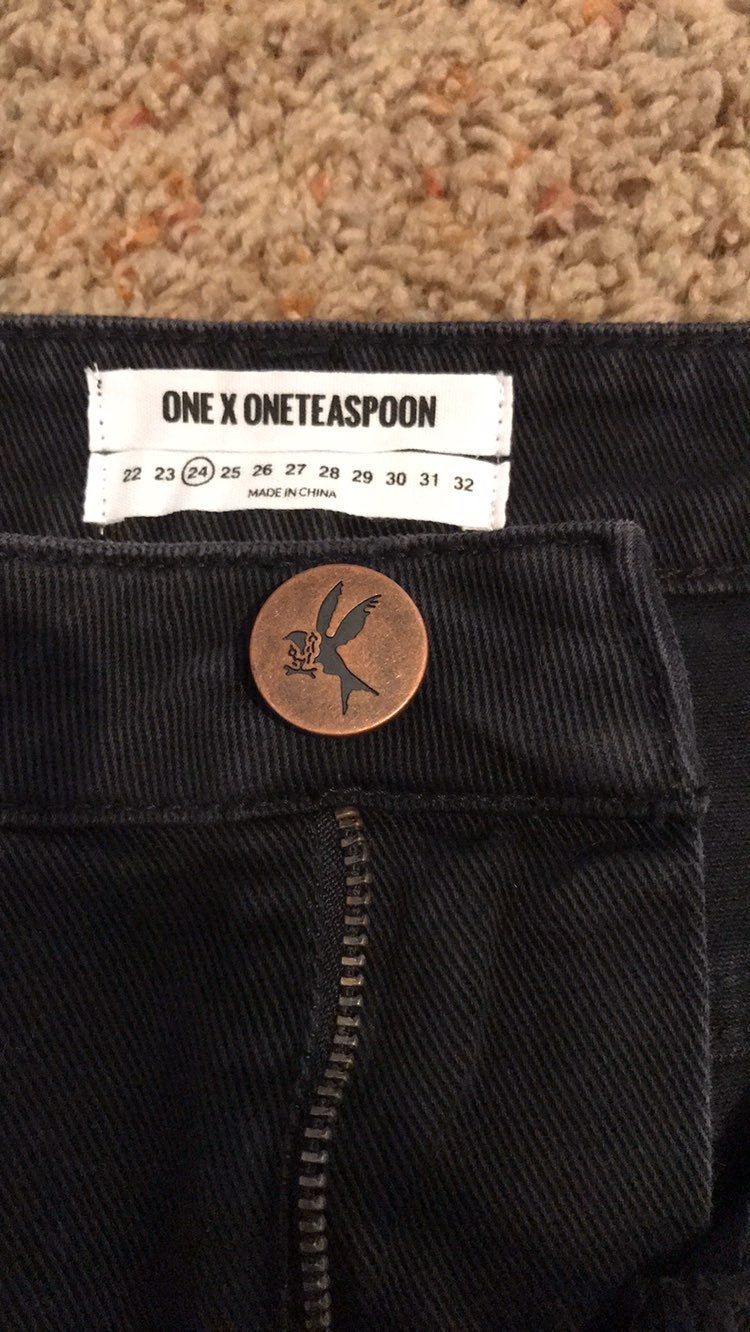 ONE X ONETEASPOON
22 23 24 25 26 27 28 29 30 31 32
MADE IN CHINA